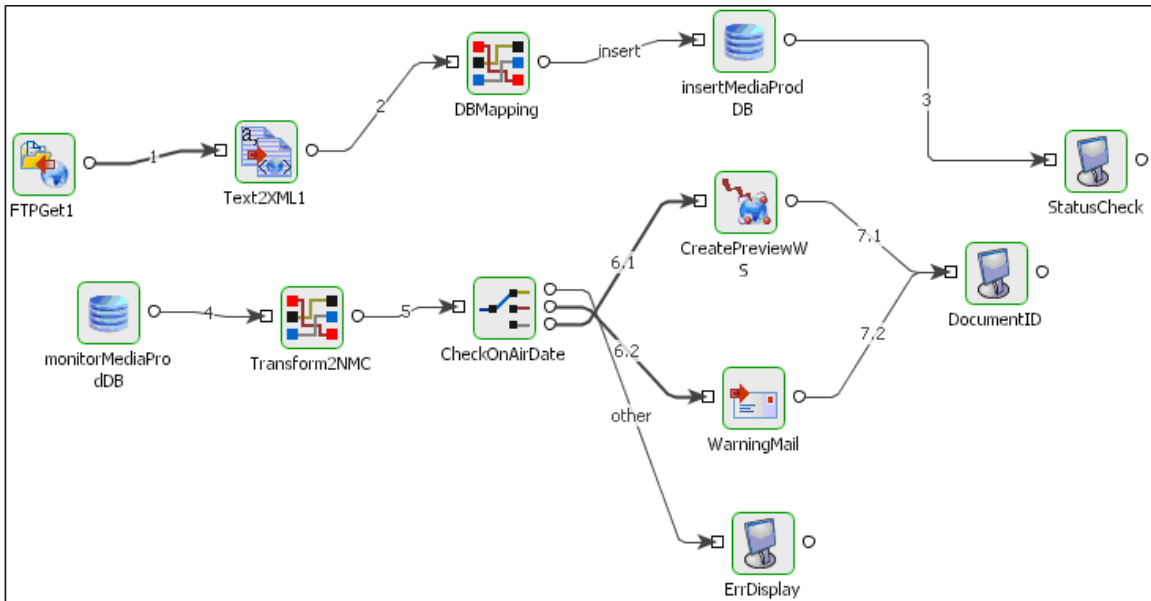 insert
DBMapping
insertMediaProd
DB
2
3
1
a,
FTPGet1
Text2XML1
StatusCheck
6.1
CreatePreviewW
S
7.1
4
5
monitorMediaPro
dDB
Transform2NMC
CheckOnAirDate
DocumentID
6.2
7.2
other
WarningMail
ErrDisplay